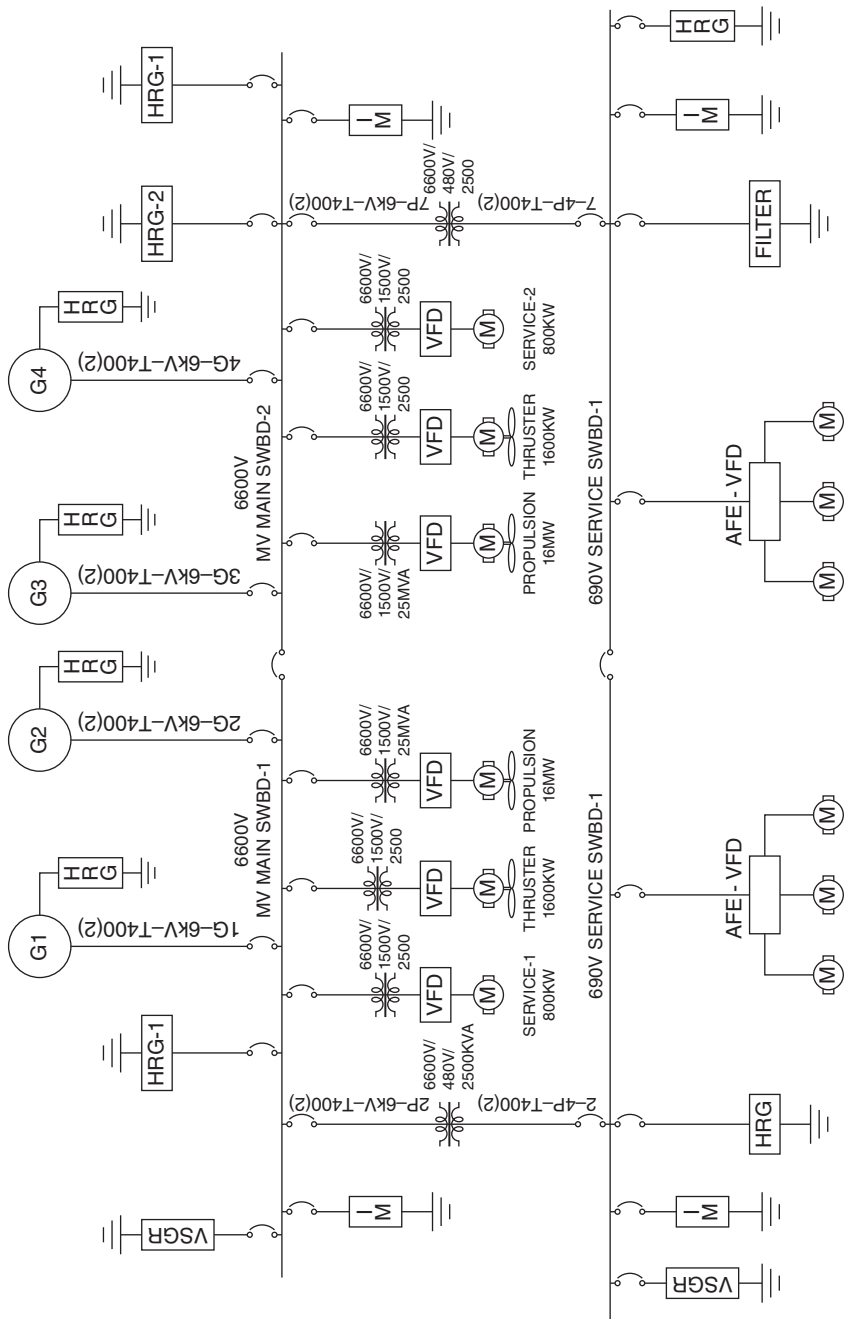 VSGR
HRG-1
G1
HRG
1G–6kV–T400(2)
G2
HRG
2G–6kV–T400(2)
G3
HRG
3G–6kV–T400(2)
G4
HRG
4G–6kV–T400(2)
HRG-2
HRG-1
6600V
MV MAIN SWBD-1
6600V
MV MAIN SWBD-2
IM
2P–6kV–T400(2)
6600V/
480V/
2500KVA
2–4P–T400(2)
6600V/
1500V/
2500
VFD
M
SERVICE-1
800KW
6600V/
1500V/
2500
VFD
M
THRUSTER
1600KW
6600V/
1500V/
25MVA
VFD
M
PROPULSION
16MW
6600V/
1500V/
25MVA
VFD
M
PROPULSION
16MW
6600V/
1500V/
2500
VFD
M
THRUSTER
1600KW
6600V/
1500V/
2500
VFD
M
SERVICE-2
800KW
7P–6kV–T400(2)
6600V/
480V/
2500
7–4P–T400(2)
IM
690V SERVICE SWBD-1
690V SERVICE SWBD-1
VSGR
IM
HRG
AFE - VFD
M
M
M
AFE - VFD
M
M
M
FILTER
IM
HRG